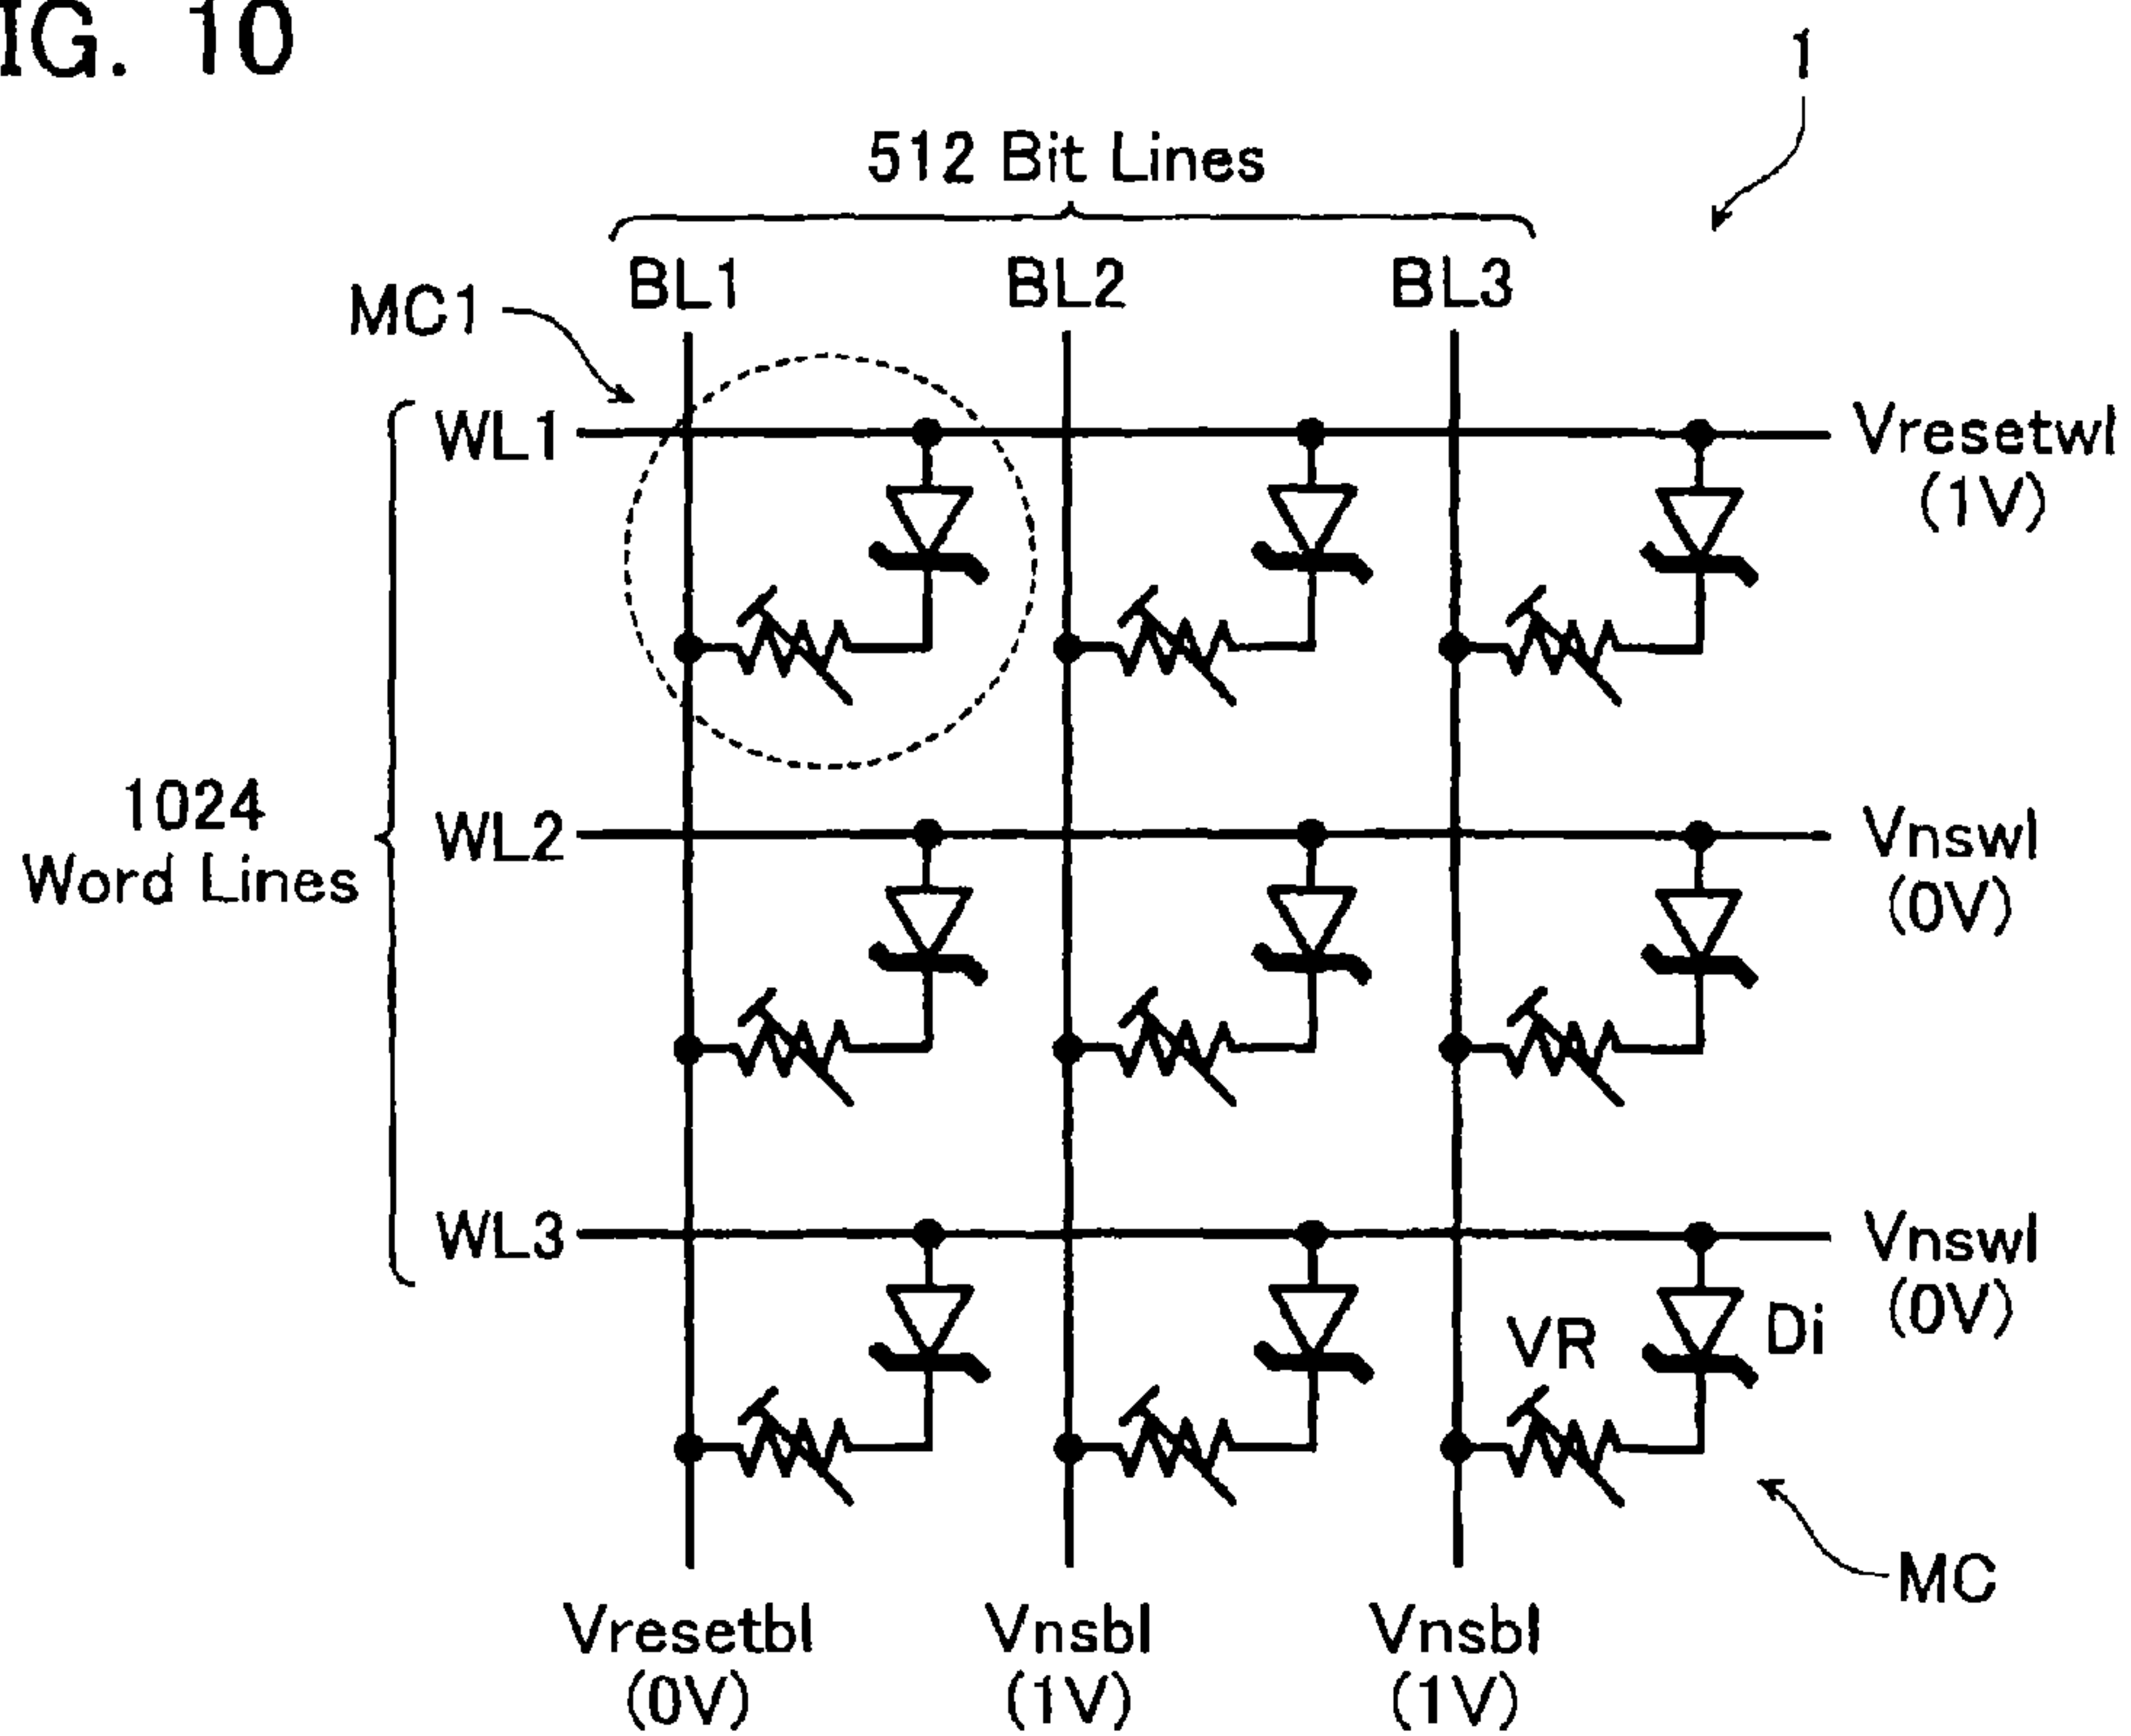 IG. 10
1
512 Bit Lines
BL1 BL2 BL3
MC1
WL1
Vresetwl
(1V)
1024
Word Lines
WL2
Vnswl
(0V)
WL3
Vnswl
(0V)
VR
Di
MC
Vresetbl
(0V)
Vnsbl
(1V)
Vnsbl
(1V)